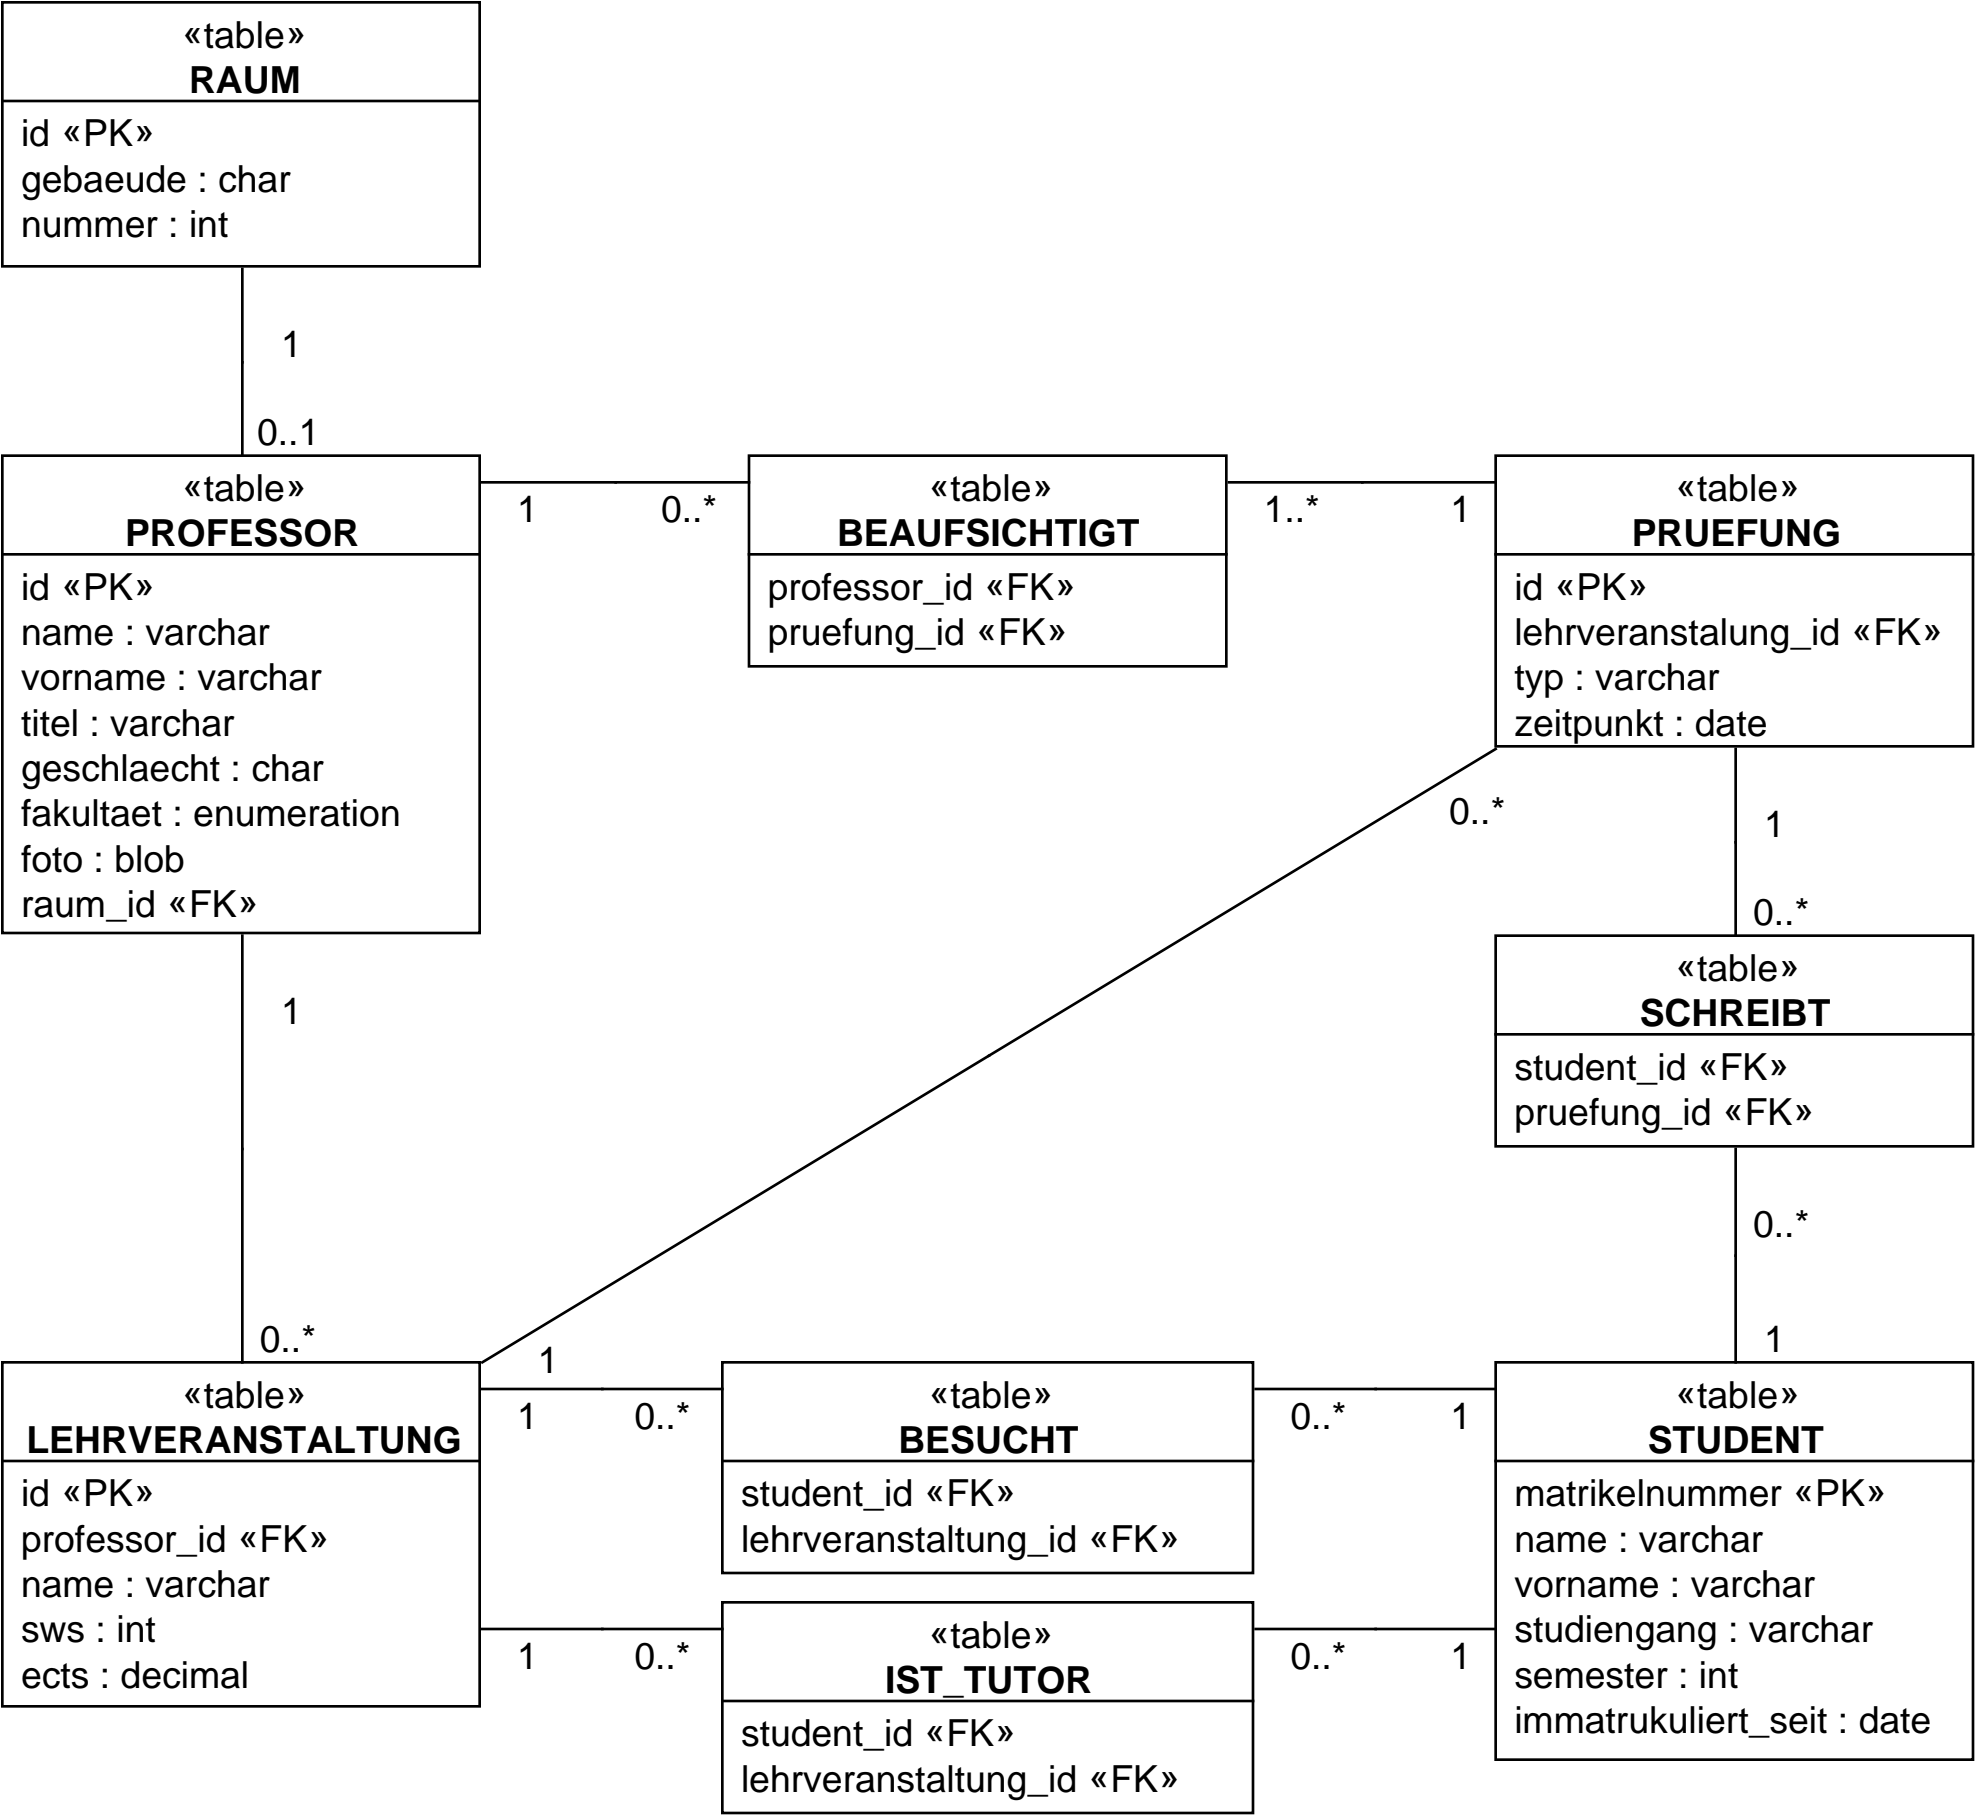 «table»
RAUM
id «PK»
gebaeude : char
nummer : int
1
0..1
«table»
PROFESSOR
id «PK»
name : varchar
vorname : varchar
titel : varchar
geschlaecht : char
fakultaet : enumeration
foto : blob
raum_id «FK»
1
0..*
«table»
BEAUFSICHTIGT
professor_id «FK»
pruefung_id «FK»
1..*
1
«table»
PRUEFUNG
id «PK»
lehrveranstalung_id «FK»
typ : varchar
zeitpunkt : date
0..*
1
0..*
«table»
SCHREIBT
student_id «FK»
pruefung_id «FK»
1
0..*
0..*
1
1
«table»
LEHRVERANSTALTUNG
id «PK»
professor_id «FK»
name : varchar
sws : int
ects : decimal
1
0..*
«table»
BESUCHT
student_id «FK»
lehrveranstaltung_id «FK»
0..*
1
1
0..*
«table»
IST_TUTOR
student_id «FK»
lehrveranstaltung_id «FK»
0..*
1
«table»
STUDENT
matrikelnummer «PK»
name : varchar
vorname : varchar
studiengang : varchar
semester : int
immatrukuliert_seit : date